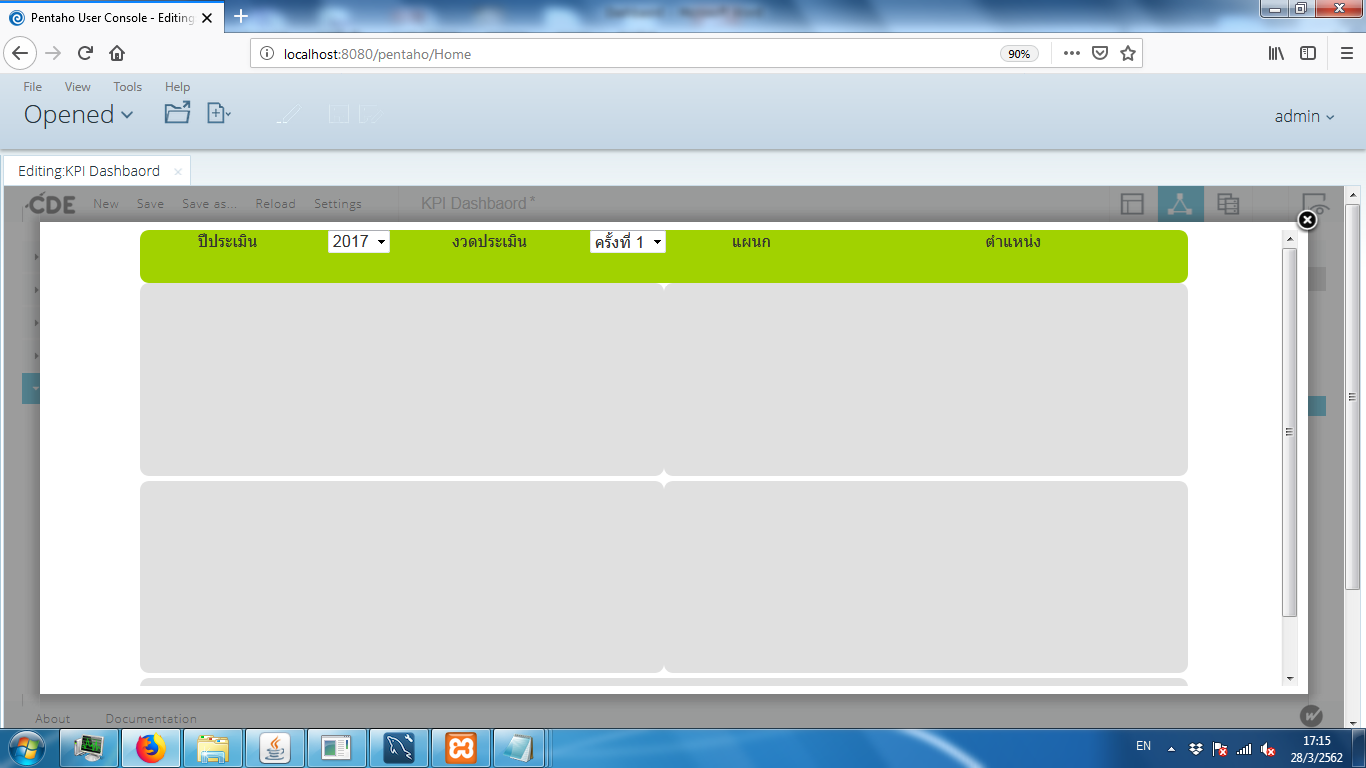 Pentaho User Console - Editing
localhost:8080/pentaho/Home
90%
File View Tools Help
Opened
admin
Editing:KPI Dashbaord
CDE New Save Save as... Reload Settings KPI Dashbaord *
ปีประเมิน 2017 งวดประเมิน ครั้งที่ 1 แผนก ตำแหน่ง
About Documentation
EN
17:15
28/3/2562